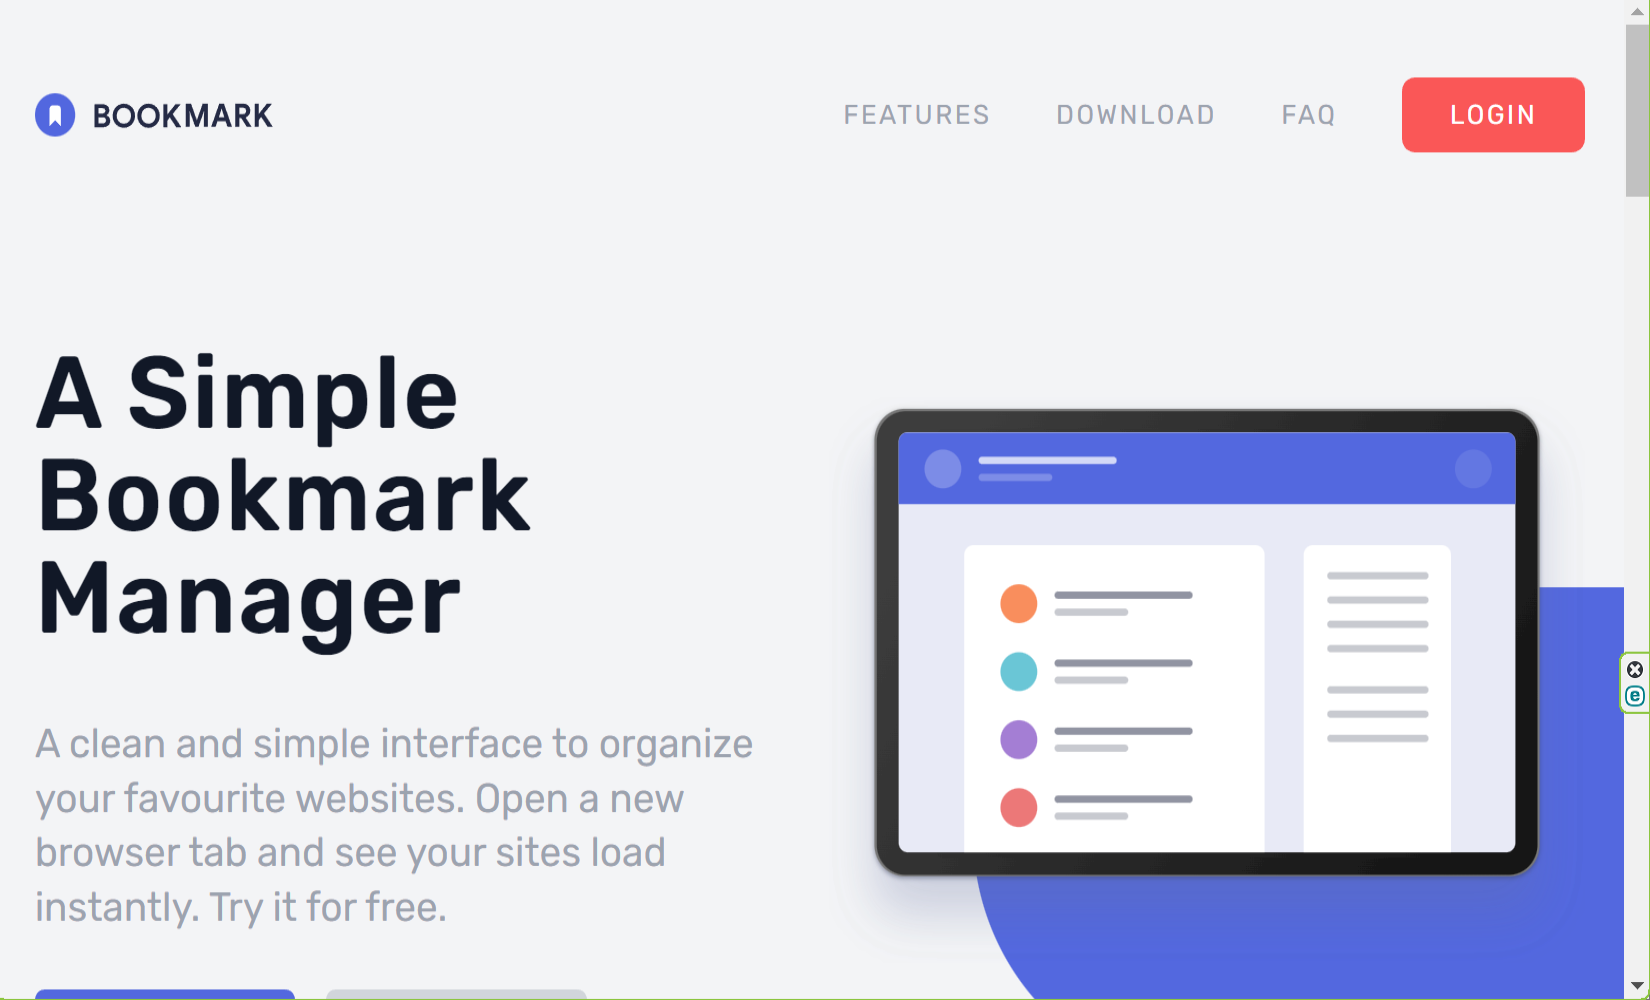 BOOKMARK
FEATURES DOWNLOAD FAQ LOGIN
A Simple
Bookmark
Manager
A clean and simple interface to organize
your favourite websites. Open a new
browser tab and see your sites load
instantly. Try it for free.
e